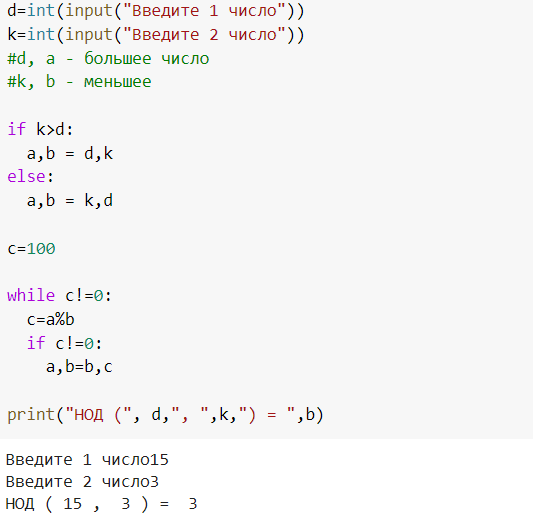 d=int(input("Введите 1 число"))
k=int(input("Введите 2 число"))
#d, a - большее число
#k, b - меньшее

if k>d:
  a,b = d,k
else:
  a,b = k,d

c=100

while c!=0:
  c=a%b
  if c!=0:
    a,b=b,c

print("НОД (", d,", ",k,") = ",b)
Введите 1 число15
Введите 2 число3
НОД ( 15 ,  3 ) =  3